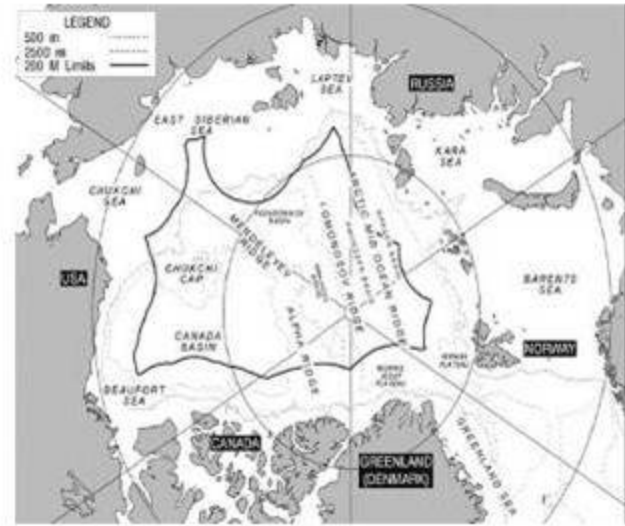 LEGEND
500 m
2500 m
200 M Limits
LAPTEV
SEA
RUSSIA
EAST SIBERIAN
SEA
KARA
SEA
CHUKCHI
SEA
MENDELEYEV
RIDGE
LOMONOSOV RIDGE
ARCTIC MID OCEAN RIDGE
USA
CHUKCHI
CAP
BARENTS
SEA
CANADA
BASIN
ALPHA RIDGE
NORWAY
BEAUFORT
SEA
CANADA
GREENLAND
(DENMARK)
GREENLAND SEA